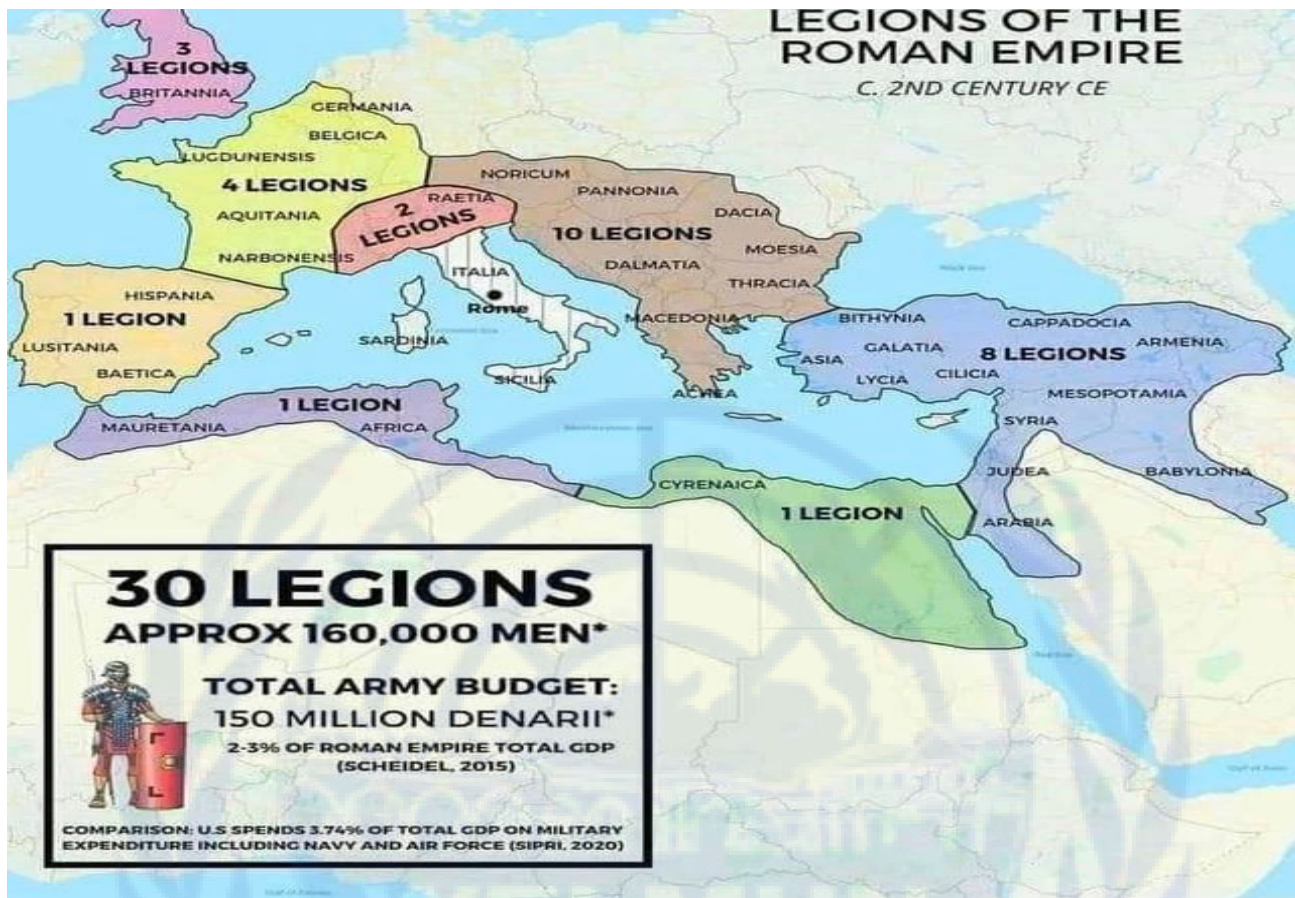 LEGIONS OF THE
ROMAN EMPIRE
C. 2ND CENTURY CE
3
LEGIONS
BRITANNIA
GERMANIA
BELGICA
LUGDUNENSIS
4 LEGIONS
AQUITANIA
NARBONENSIS
2
LEGIONS
RAETIA
NORICUM
PANNONIA
DACIA
10 LEGIONS
MOESIA
DALMATIA
THRACIA
MACEDONIA
ACHEA
ITALIA
Rome
SARDINIA
SICILIA
HISPANIA
1 LEGION
LUSITANIA
BAETICA
1 LEGION
MAURETANIA
AFRICA
BITHYNIA
CAPPADOCIA
ARMENIA
GALATIA
8 LEGIONS
ASIA
LYCIA
CILICIA
MESOPOTAMIA
SYRIA
JUDEA
BABYLONIA
ARABIA
CYRENAICA
1 LEGION
Black Sea
Red Sea
30 LEGIONS
APPROX 160,000 MEN*
TOTAL ARMY BUDGET:
150 MILLION DENARII*
2-3% OF ROMAN EMPIRE TOTAL GDP
(SCHEIDEL, 2015)
COMPARISON: U.S SPENDS 3.74% OF TOTAL GDP ON MILITARY
EXPENDITURE INCLUDING NAVY AND AIR FORCE (SIPRI, 2020)